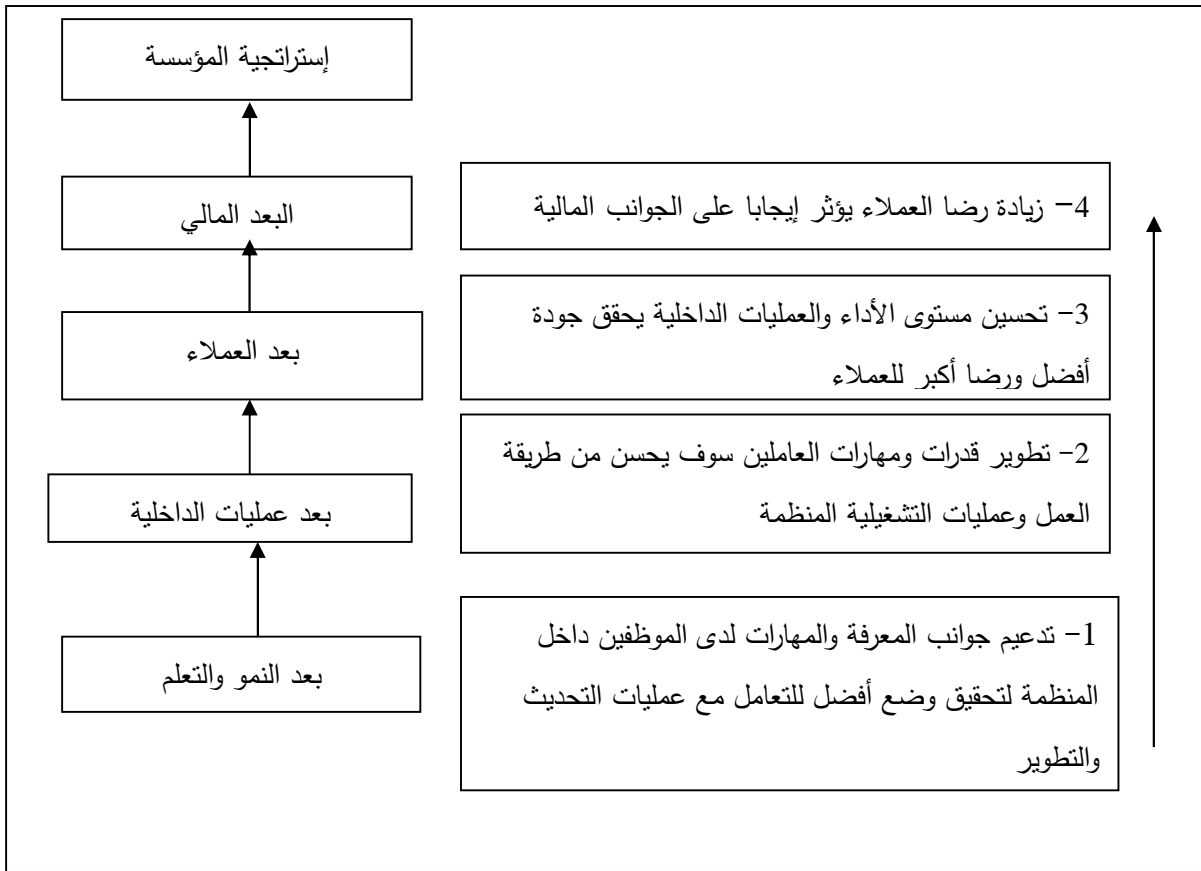 إستراتجية المؤسسة
البعد المالي
4- زيادة رضا العملاء يؤثر إيجابا على الجوانب المالية
بعد العملاء
3- تحسين مستوى الأداء والعمليات الداخلية يحقق جودة
أفضل ورضا أكبر للعملاء
بعد عمليات الداخلية
2- تطوير قدرات ومهارات العاملين سوف يحسن من طريقة
العمل وعمليات التشغيلية المنظمة
بعد النمو والتعلم
1- تدعيم جوانب المعرفة والمهارات لدى الموظفين داخل
المنظمة لتحقيق وضع أفضل للتعامل مع عمليات التحديث
والتطوير